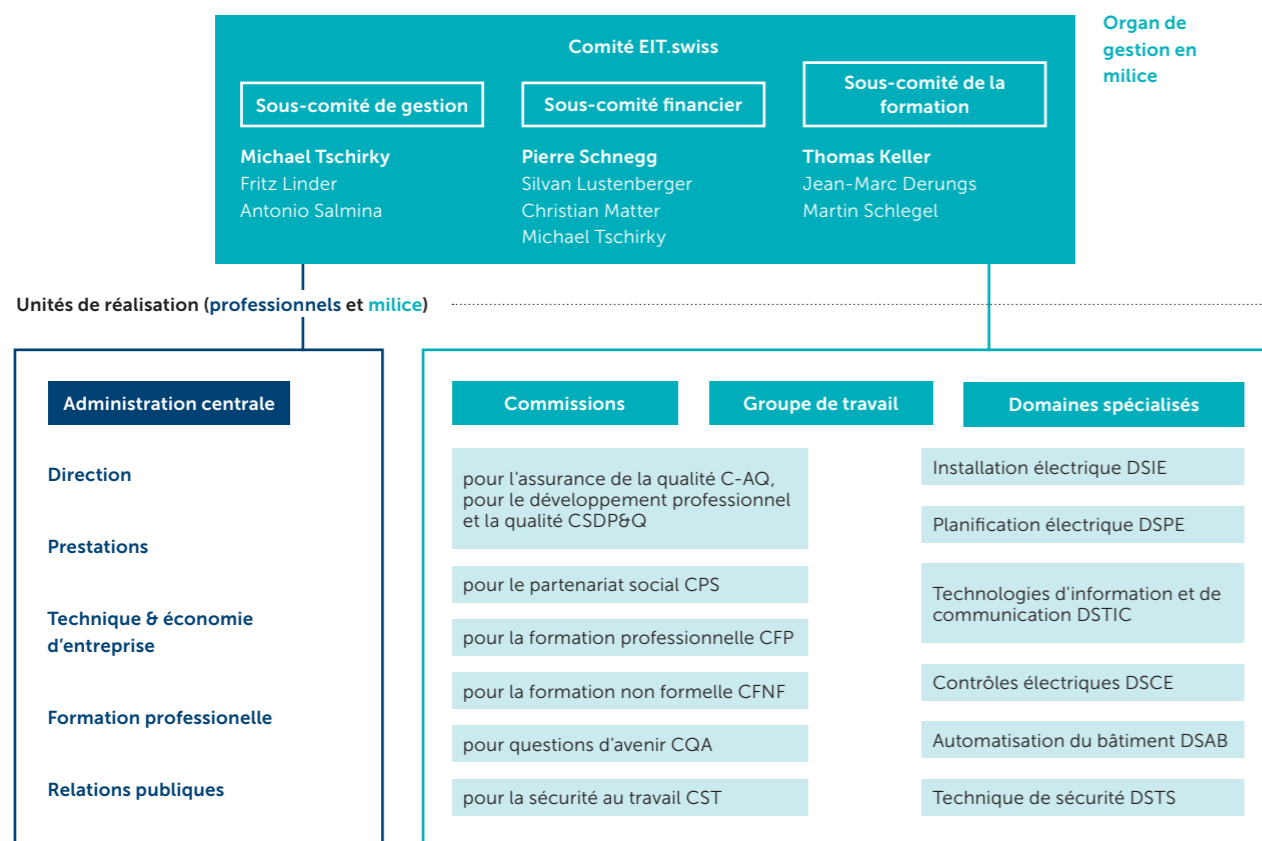 Organ de
gestion en
milice
Comité EIT.swiss
Sous-comité de gestion
Michael Tschirky
Fritz Linder
Antonio Salmina
Sous-comité financier
Pierre Schnegg
Silvan Lustenberger
Christian Matter
Michael Tschirky
Sous-comité de la
formation
Thomas Keller
Jean-Marc Derungs
Martin Schlegel
Unités de réalisation (professionnels et milice)
Administration centrale
Direction
Prestations
Technique & économie
d’entreprise
Formation professionelle
Relations publiques
Commissions
Groupe de travail
Domaines spécialisés
pour l'assurance de la qualité C-AQ,
pour le développement professionnel
et la qualité CSDP&Q
pour le partenariat social CPS
pour la formation professionnelle CFP
pour la formation non formelle CFNF
pour questions d'avenir CQA
pour la sécurité au travail CST
Installation électrique DSIE
Planification électrique DSPE
Technologies d'information et de
communication DSTIC
Contrôles électriques DSCE
Automatisation du bâtiment DSAB
Technique de sécurité DSTS